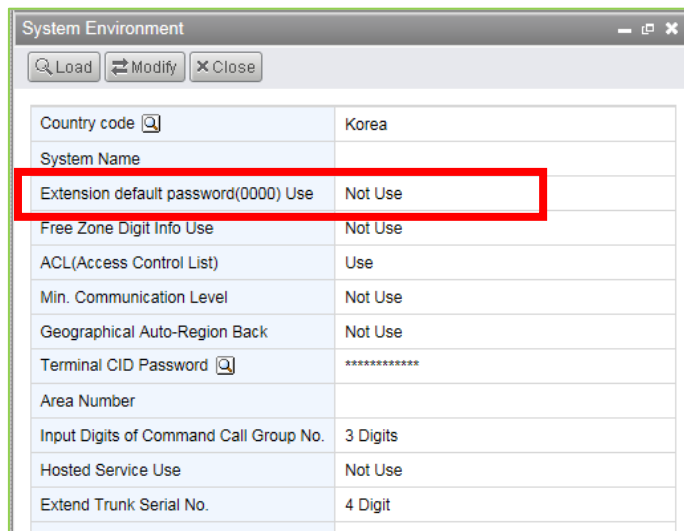 System Environment
Load Modify Close
Country code Korea
System Name
Extension default password(0000) Use Not Use
Free Zone Digit Info Use Not Use
ACL(Access Control List) Use
Min. Communication Level Not Use
Geographical Auto-Region Back Not Use
Terminal CID Password ************
Area Number
Input Digits of Command Call Group No. 3 Digits
Hosted Service Use Not Use
Extend Trunk Serial No. 4 Digit